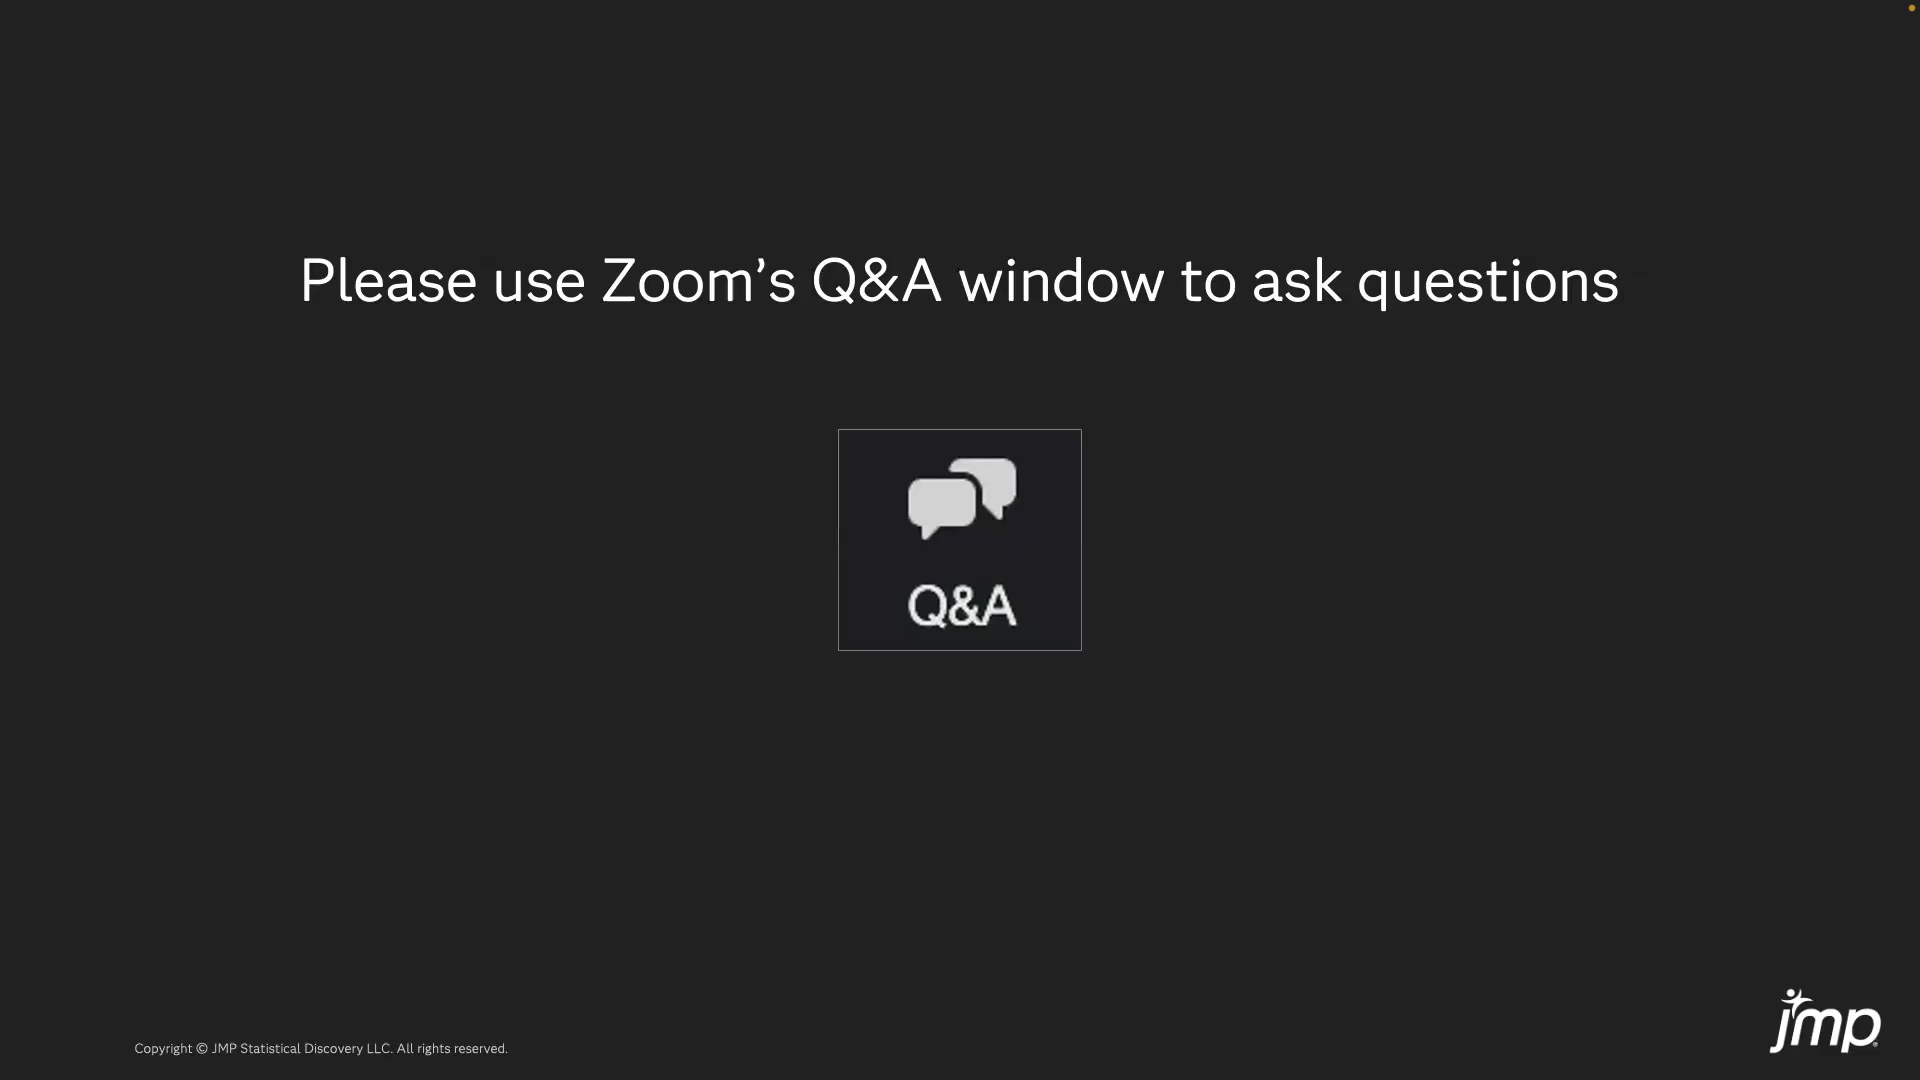 Please use Zoom’s Q&A window to ask questions
Q&A
Copyright © JMP Statistical Discovery LLC. All rights reserved.
jmp